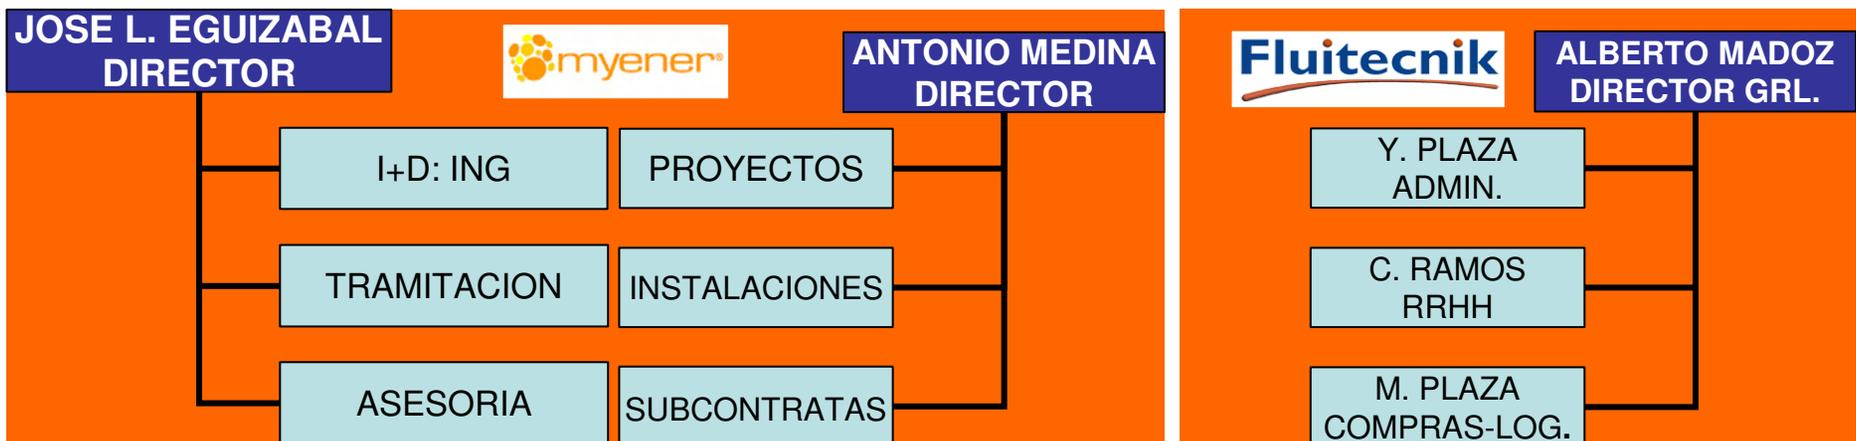 JOSE L. EGUIZABAL
DIRECTOR
myener®
ANTONIO MEDINA
DIRECTOR
I+D: ING
PROYECTOS
TRAMITACION
INSTALACIONES
ASESORIA
SUBCONTRATAS
Fluitecnik
ALBERTO MADOZ
DIRECTOR GRL.
Y. PLAZA
ADMIN.
C. RAMOS
RRHH
M. PLAZA
COMPRAS-LOG.